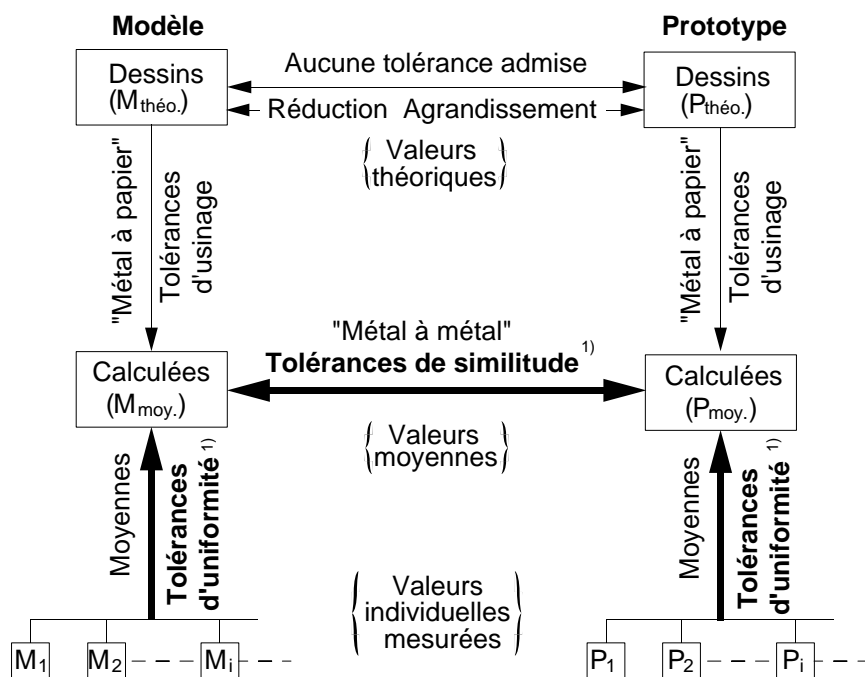 Modèle
Prototype
Dessins
(Mthéo.)
Aucune tolérance admise
Réduction Agrandissement
Dessins
(Pthéo.)
Valeurs
théoriques
"Métal à papier"
Tolérances
d'usinage
"Métal à papier"
Tolérances
d'usinage
"Métal à métal"
Tolérances de similitude 1)
Calculées
(Mmoy.)
Calculées
(Pmoy.)
Valeurs
moyennes
Moyennes
Tolérances
d'uniformité 1)
Moyennes
Tolérances
d'uniformité 1)
Valeurs
individuelles
mesurées
M1 M2 Mi
P1 P2 Pi